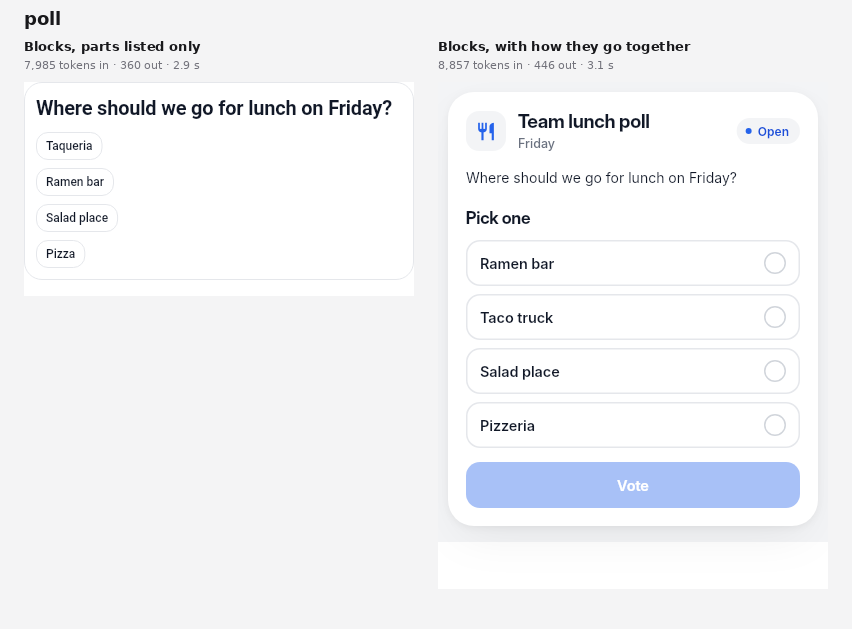 poll
Blocks, parts listed only
7,985 tokens in · 360 out · 2.9 s
Where should we go for lunch on Friday?
Taqueria
Ramen bar
Salad place
Pizza
Blocks, with how they go together
8,857 tokens in · 446 out · 3.1 s
Team lunch poll
Friday
Open
Where should we go for lunch on Friday?
Pick one
Ramen bar
Taco truck
Salad place
Pizzeria
Vote